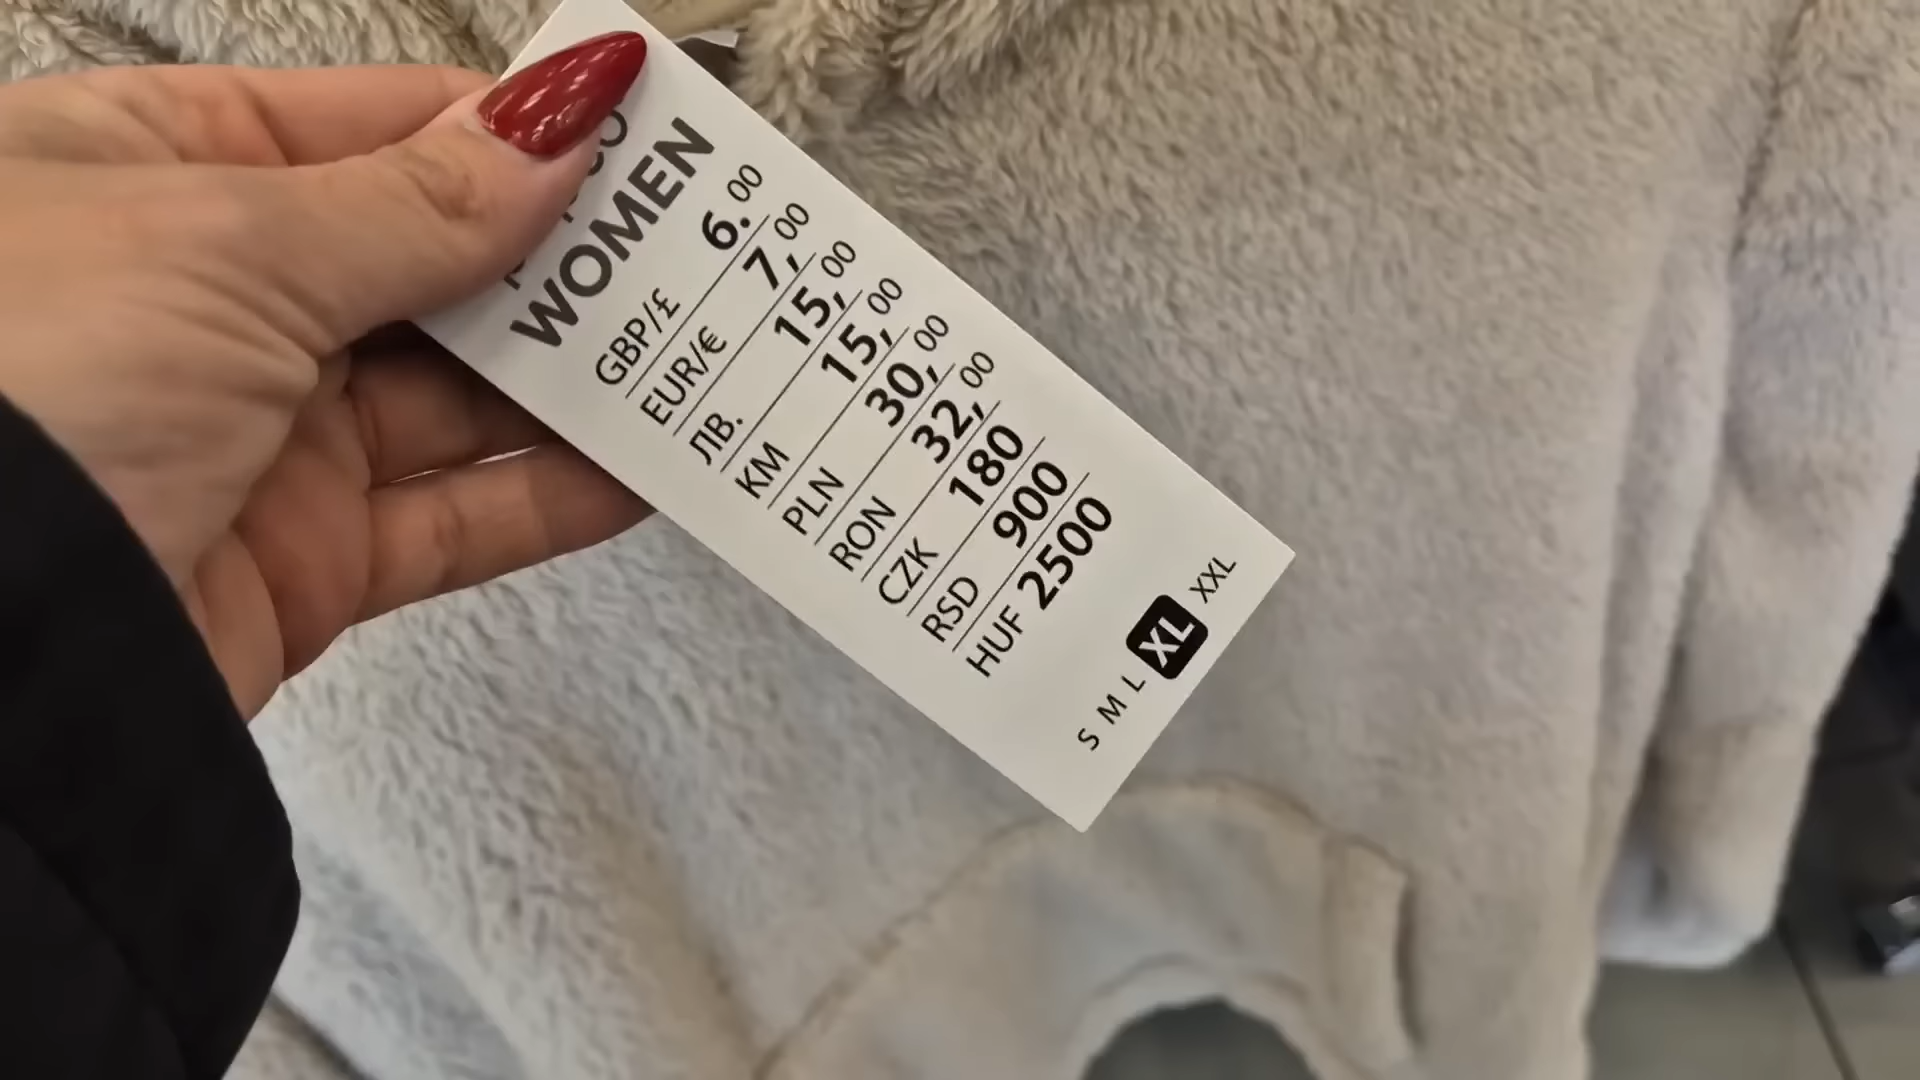 WOMEN
GBP/£ 6.00
EUR/€ 7,00
ЛВ. 15,00
KM 15,00
PLN 30,00
RON 32,00
CZK 180
RSD 900
HUF 2500
S M L XL XXL